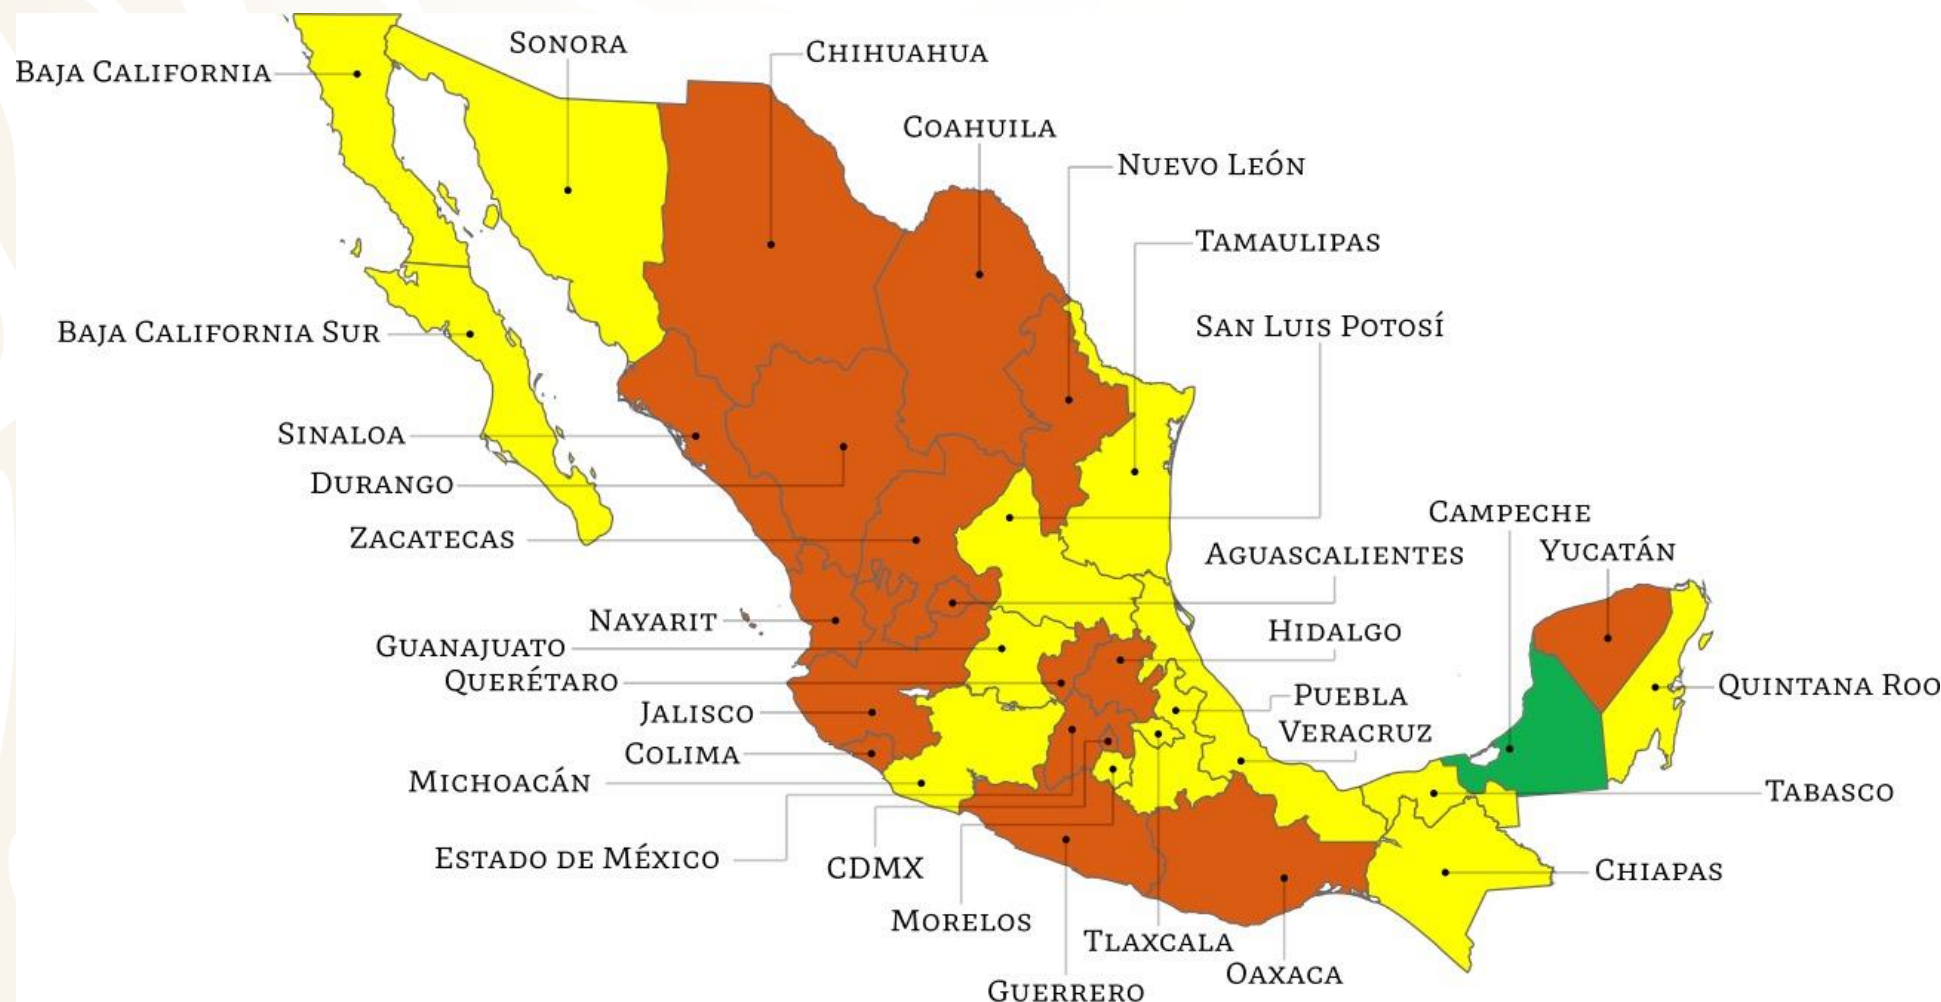 SONORA
CHIHUAHUA
BAJA CALIFORNIA
COAHUILA
NUEVO LEÓN
TAMAULIPAS
SAN LUIS POTOSÍ
BAJA CALIFORNIA SUR
SINALOA
DURANGO
CAMPECHE
ZACATECAS
YUCATÁN
AGUASCALIENTES
NAYARIT
HIDALGO
GUANAJUATO
QUERÉTARO
QUINTANA ROO
PUEBLA
JALISCO
VERACRUZ
COLIMA
MICHOACÁN
TABASCO
ESTADO DE MÉXICO
CDMX
CHIAPAS
MORELOS
TLAXCALA
OAXACA
GUERRERO